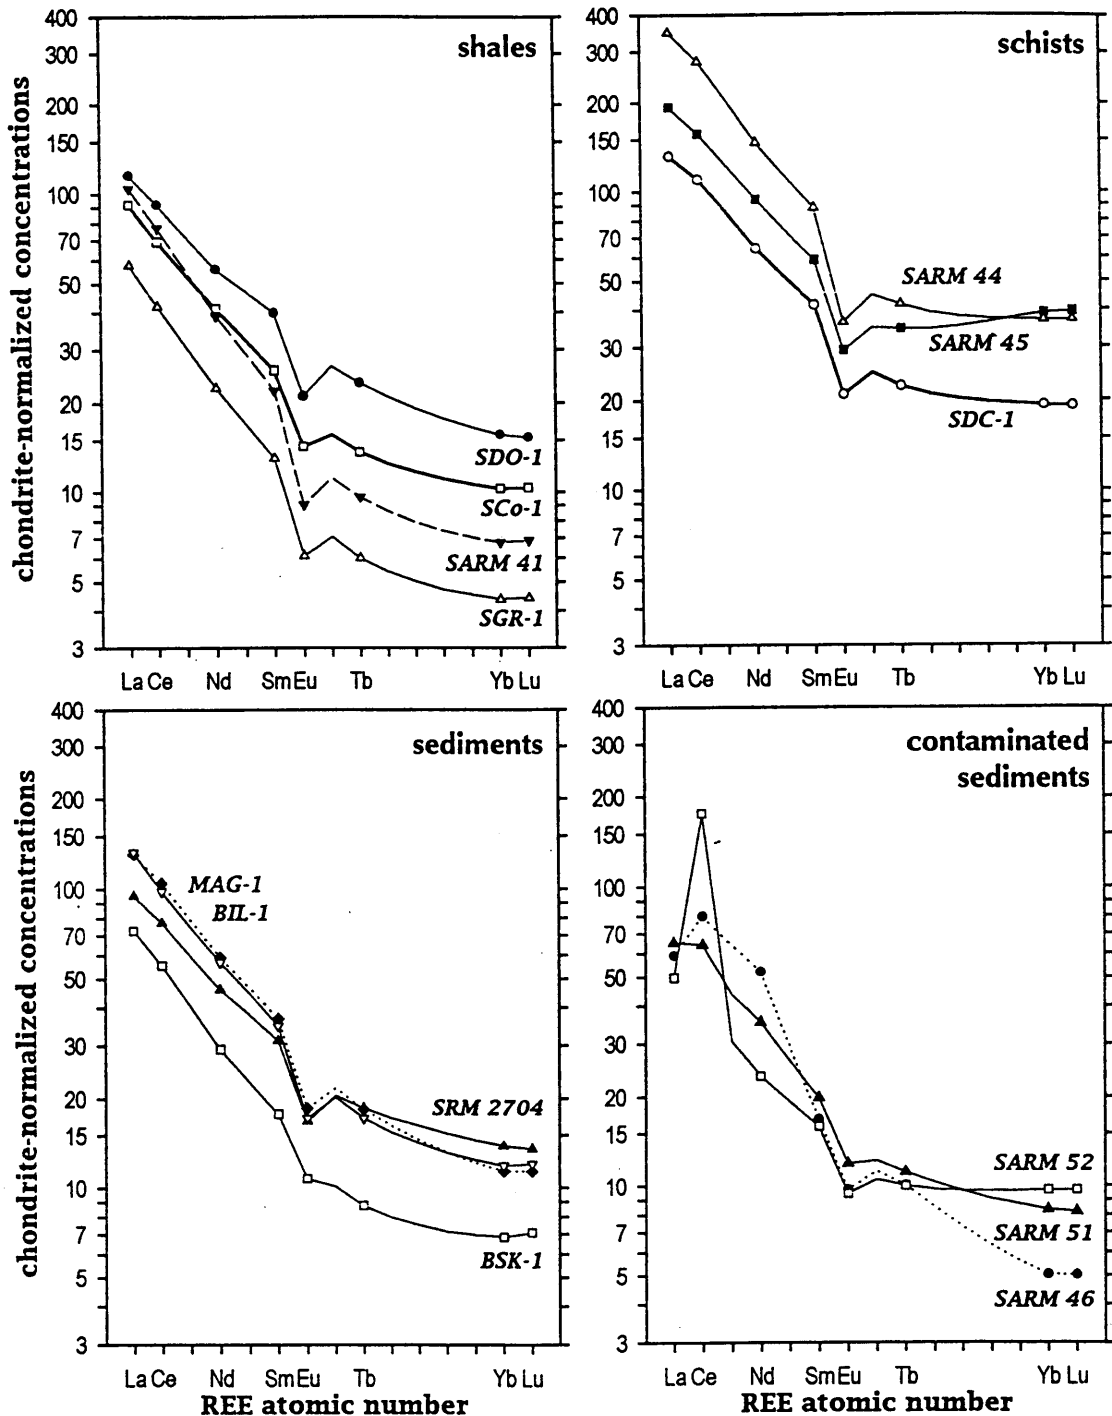 shales
chondrite-normalized concentrations
400
300
200
150
100
70
50
30
20
15
10
7
5
3
SDO-1
SCo-1
SARM 41
SGR-1
La Ce Nd Sm Eu Tb Yb Lu
schists
400
300
200
150
100
70
50
30
20
15
10
7
5
3
SARM 44
SARM 45
SDC-1
La Ce Nd Sm Eu Tb Yb Lu
sediments
chondrite-normalized concentrations
400
300
200
150
100
70
50
30
20
15
10
7
5
3
MAG-1
BIL-1
SRM 2704
BSK-1
La Ce Nd Sm Eu Tb Yb Lu
REE atomic number
contaminated
sediments
400
300
200
150
100
70
50
30
20
15
10
7
5
3
SARM 52
SARM 51
SARM 46
La Ce Nd Sm Eu Tb Yb Lu
REE atomic number